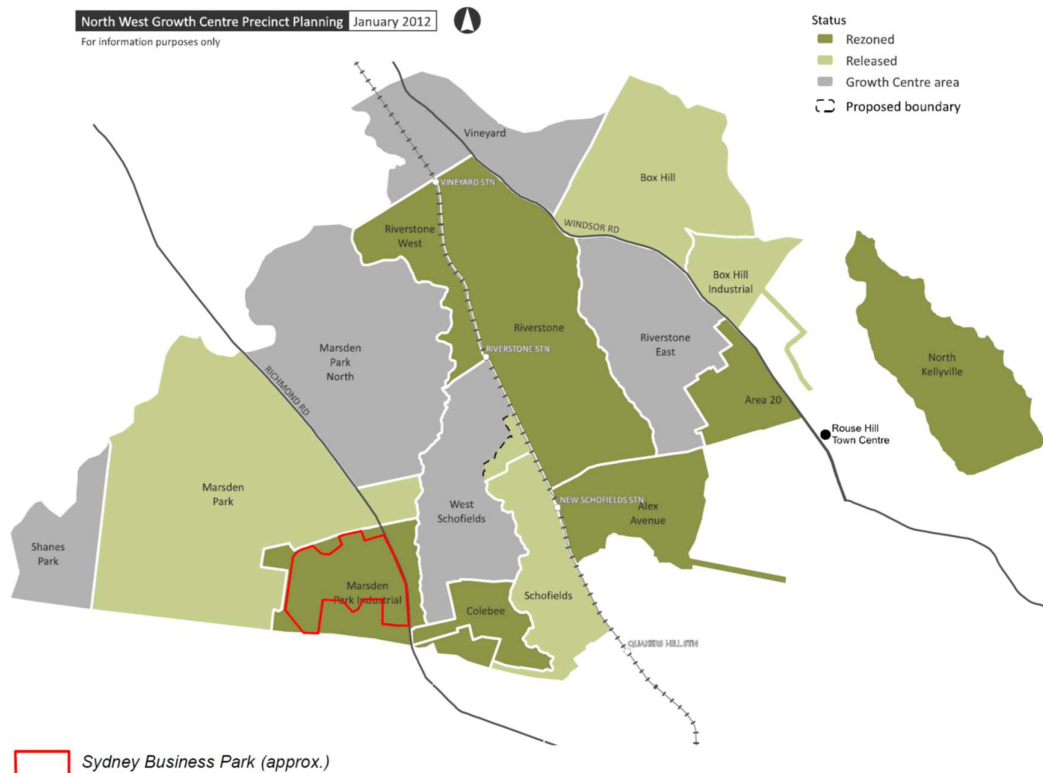 North West Growth Centre Precinct Planning January 2012
For information purposes only
Status
Rezoned
Released
Growth Centre area
Proposed boundary
Vineyard
VINEYARD STN
Box Hill
WINDSOR RD
Riverstone
West
Box Hill
Industrial
Riverstone
Riverstone
East
Marsden
Park
North
RIVERSTONE STN
North
Kellyville
RICHMOND RD
Area 20
Rouse Hill
Town Centre
Marsden
Park
West
Schofields
NEW SCHOFIELDS STN
Alex
Avenue
Shanes
Park
Marsden
Park Industrial
Schofields
Colebee
QUAKERS HILL STN
Sydney Business Park (approx.)